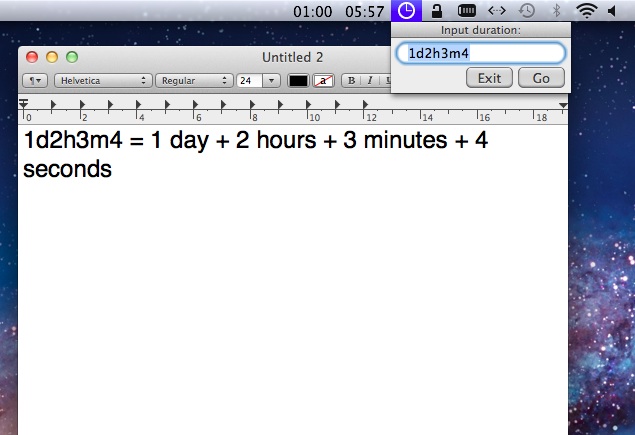 01:00 05:57
Input duration:
1d2h3m4
Exit Go
Untitled 2
¶ Helvetica Regular 24 a B I U
0 2 4 6 8 10 12 14 16 18
1d2h3m4 = 1 day + 2 hours + 3 minutes + 4
seconds